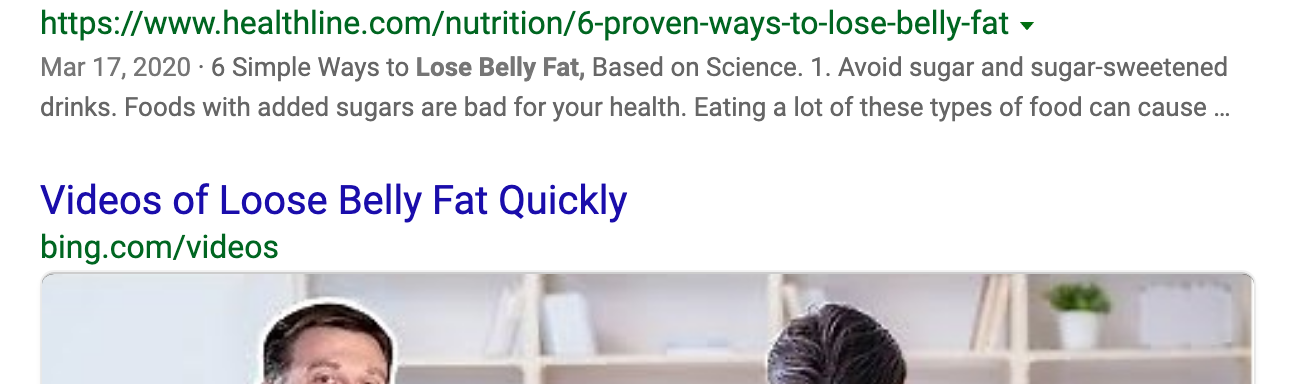 https://www.healthline.com/nutrition/6-proven-ways-to-lose-belly-fat
Mar 17, 2020 · 6 Simple Ways to Lose Belly Fat, Based on Science. 1. Avoid sugar and sugar-sweetened
drinks. Foods with added sugars are bad for your health. Eating a lot of these types of food can cause ...
Videos of Loose Belly Fat Quickly
bing.com/videos